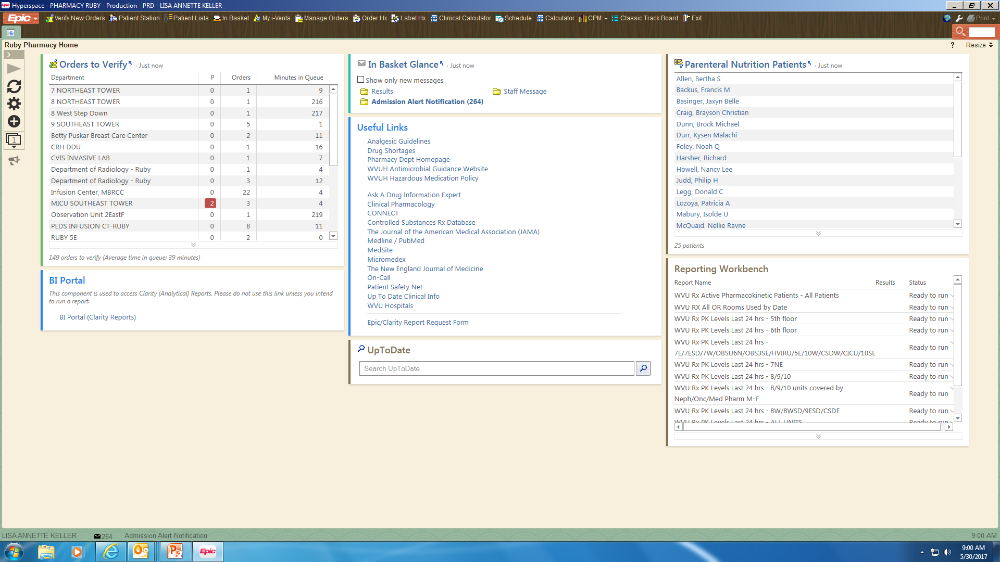 Epic Hyperspace - PHARMACY RUBY - Production - PRD - LISA ANNETTE KELLER
Epic Verify New Orders Patient Station Patient Lists In Basket My i-Vents Manage Orders Order Hx Label Hx Clinical Calculator Schedule Calculator CPM Classic Track Board Exit Print
Ruby Pharmacy Home ? Resize
Orders to Verify · Just now
Department P Orders Minutes in Queue
7 NORTHEAST TOWER 0 1 9
8 NORTHEAST TOWER 0 1 216
8 West Step Down 0 1 217
9 SOUTHEAST TOWER 0 5 1
Betty Puskar Breast Care Center 0 2 11
CRH DDU 0 1 16
CVIS INVASIVE LAB 0 1 7
Department of Radiology - Ruby 0 1 4
Department of Radiology - Ruby 0 3 12
Infusion Center, MBRCC 0 22 4
MICU SOUTHEAST TOWER 2 3 4
Observation Unit 2EastF 0 1 219
PEDS INFUSION CT-RUBY 0 8 11
RUBY 5E 0 2 0
149 orders to verify (Average time in queue: 39 minutes)
1
BI Portal
This component is used to access Clarity (Analytical) Reports. Please do not use this link unless you intend
to run a report.
BI Portal (Clarity Reports)
In Basket Glance · Just now
Show only new messages
Results Staff Message
Admission Alert Notification (264)
Useful Links
Analgesic Guidelines
Drug Shortages
Pharmacy Dept Homepage
WVUH Antimicrobial Guidance Website
WVUH Hazardous Medication Policy
Ask A Drug Information Expert
Clinical Pharmacology
CONNECT
Controlled Substances Rx Database
The Journal of the American Medical Association (JAMA)
Medline / PubMed
MedSite
Micromedex
The New England Journal of Medicine
On-Call
Patient Safety Net
Up To Date Clinical Info
WVU Hospitals
Epic/Clarity Report Request Form
UpToDate
Search UpToDate
Parenteral Nutrition Patients · Just now
Allen, Bertha S
Backus, Francis M
Basinger, Jaxyn Belle
Craig, Brayson Christian
Dunn, Brock Michael
Durr, Kysen Malachi
Foley, Noah Q
Harsher, Richard
Howell, Nancy Lee
Judd, Philip H
Legg, Donald C
Lozoya, Patricia A
Mabury, Isolde U
McQuaid, Nellie Rayne
25 patients
Reporting Workbench
Report Name Results Status
WVU Rx Active Pharmacokinetic Patients - All Patients Ready to run
WVU RX All OR Rooms Used by Date Ready to run
WVU Rx PK Levels Last 24 hrs - 5th floor Ready to run
WVU Rx PK Levels Last 24 hrs - 6th floor Ready to run
WVU Rx PK Levels Last 24 hrs -
7E/7ESD/7W/OBSU6N/OBS3SE/HVIRU/5E/10W/CSDW/CICU/10SE Ready to run
WVU Rx PK Levels Last 24 hrs - 7NE Ready to run
WVU Rx PK Levels Last 24 hrs - 8/9/10 Ready to run
WVU Rx PK Levels Last 24 hrs - 8/9/10 units covered by
Neph/Onc/Med Pharm M-F Ready to run
WVU Rx PK Levels Last 24 hrs - 8W/8WSD/9ESD/CSDE Ready to run
WVU Rx PK Levels Last 24 hrs - ALL UNITS Ready to run
LISA ANNETTE KELLER 264 Admission Alert Notification 9:00 AM
Epic 9:00 AM
5/30/2017